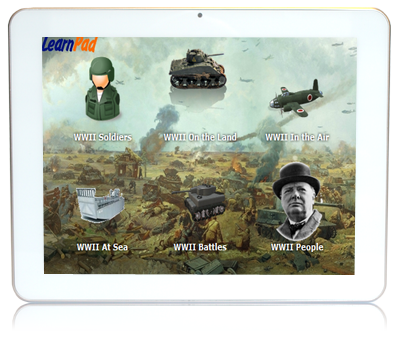 LearnPad
WWII Soldiers
WWII On the Land
WWII In the Air
WWII At Sea
WWII Battles
WWII People